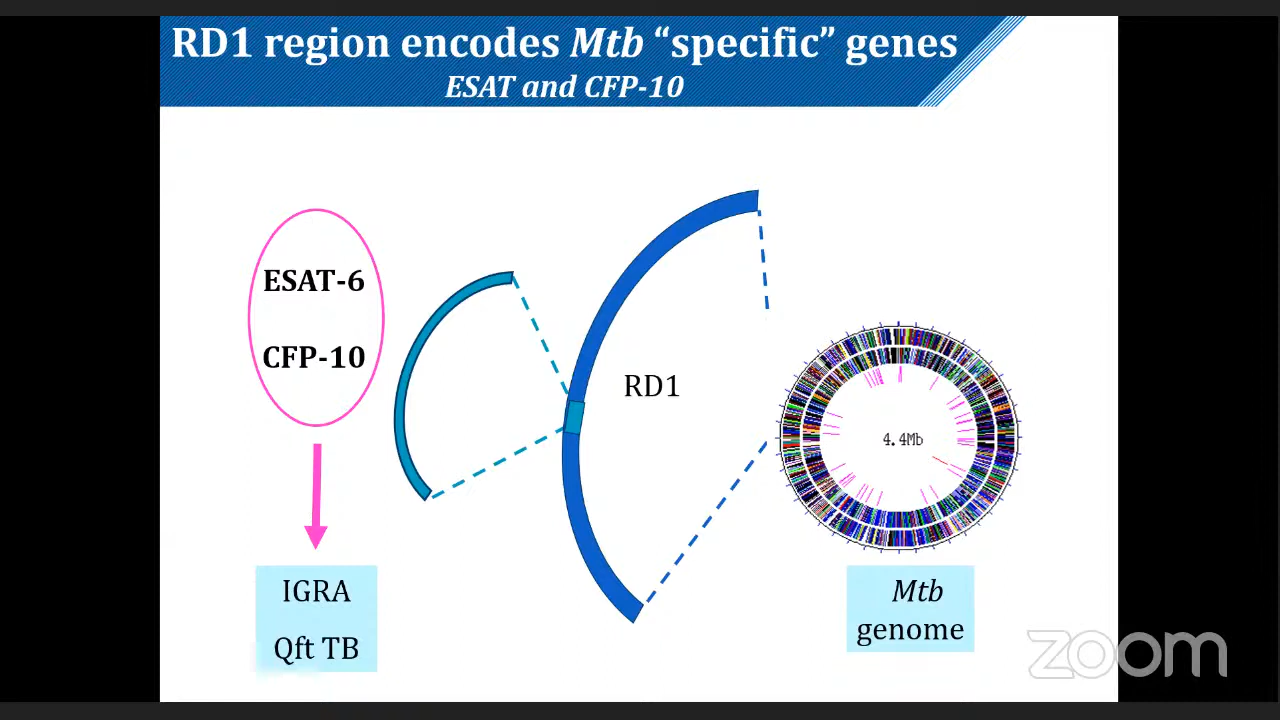 RD1 region encodes Mtb “specific” genes
ESAT and CFP-10
ESAT-6
CFP-10
RD1
4.4Mb
IGRA
Qft TB
Mtb
genome
zoom